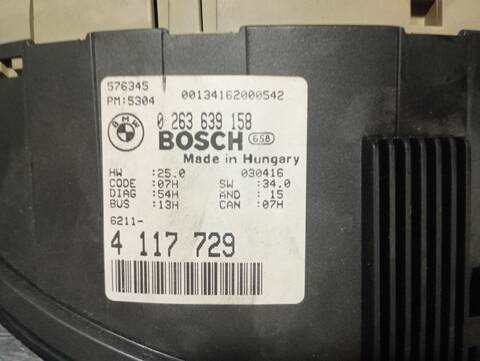 576345 00134162000542
PM:5304
BMW 0 263 639 158
BOSCH 658
Made in Hungary
HW :25.0 030416
CODE :07H SW :34.0
DIAG :54H AND : 15
BUS :13H CAN :07H
6211-
4 117 729